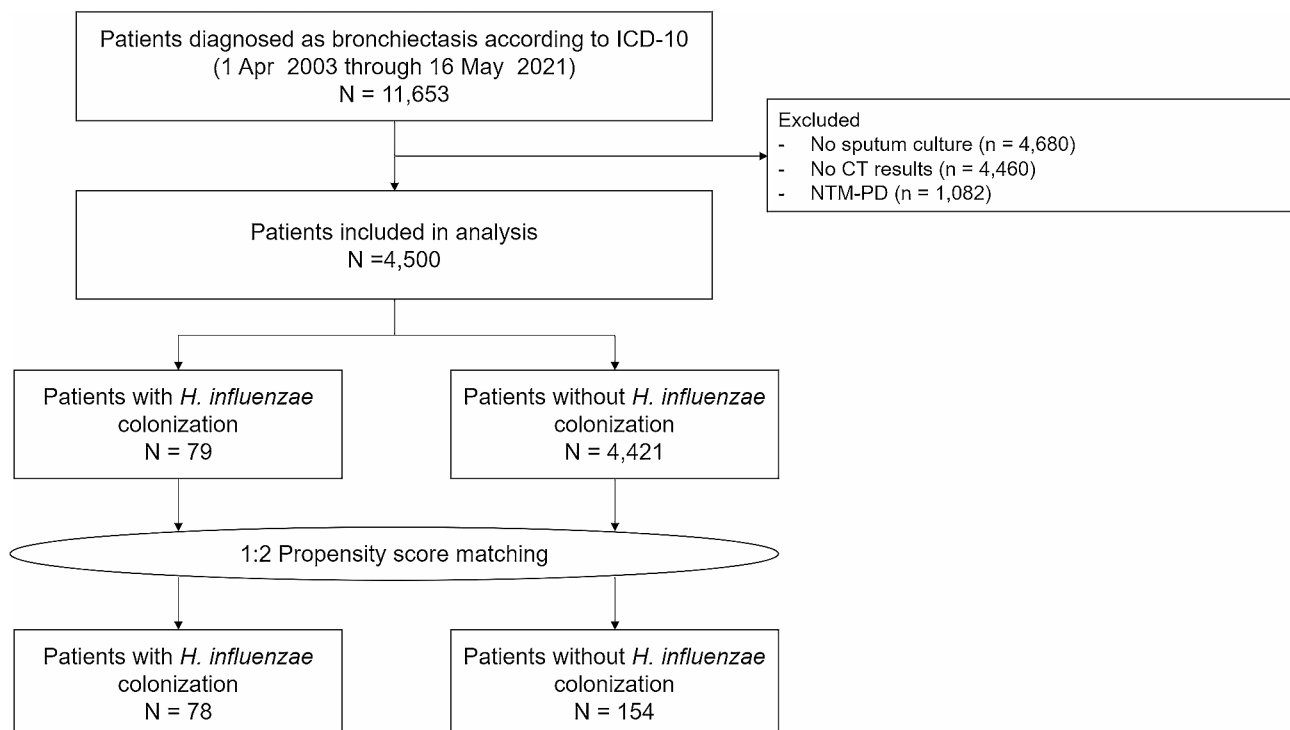 Patients diagnosed as bronchiectasis according to ICD-10
(1 Apr 2003 through 16 May 2021)
N = 11,653
Excluded
- No sputum culture (n = 4,680)
- No CT results (n = 4,460)
- NTM-PD (n = 1,082)
Patients included in analysis
N =4,500
Patients with H. influenzae
colonization
N = 79
Patients without H. influenzae
colonization
N = 4,421
1:2 Propensity score matching
Patients with H. influenzae
colonization
N = 78
Patients without H. influenzae
colonization
N = 154